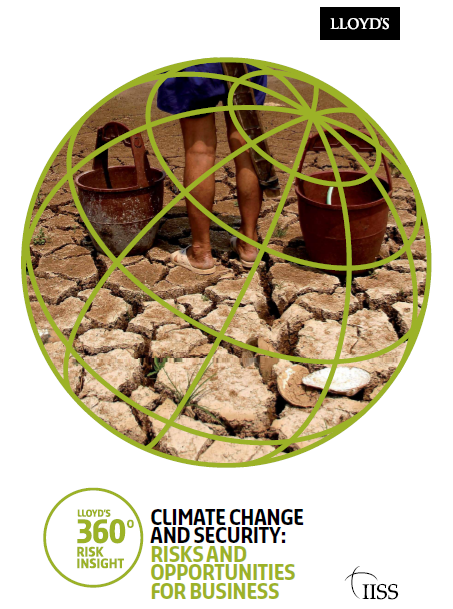 LLOYD'S
LLOYD'S
360°
RISK
INSIGHT
CLIMATE CHANGE
AND SECURITY:
RISKS AND
OPPORTUNITIES
FOR BUSINESS
IISS